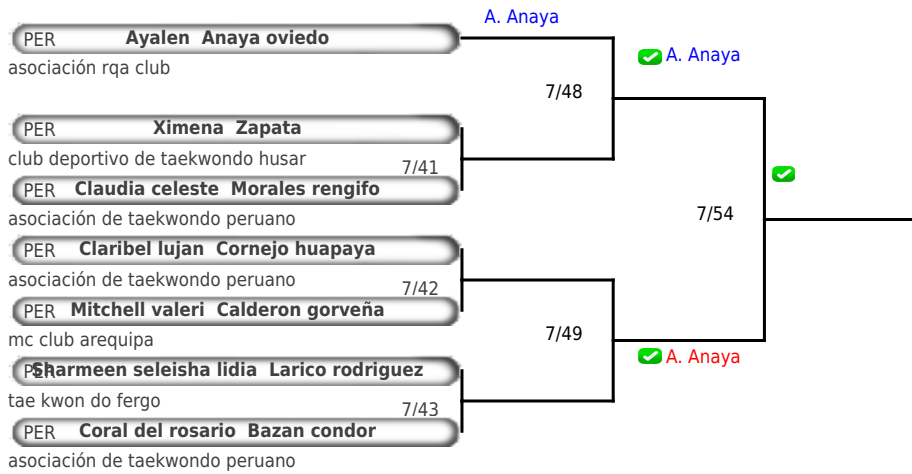 A. Anaya
PER Ayalen Anaya oviedo
A. Anaya
asociación rqa club
7/48
PER Ximena Zapata
club deportivo de taekwondo husar
7/41
PER Claudia celeste Morales rengifo
asociación de taekwondo peruano
7/54
PER Claribel lujan Cornejo huapaya
asociación de taekwondo peruano
7/42
PER Mitchell valeri Calderon gorveña
mc club arequipa
7/49
A. Anaya
PER Sharmeen seleisha lidia Larico rodriguez
tae kwon do fergo
7/43
PER Coral del rosario Bazan condor
asociación de taekwondo peruano